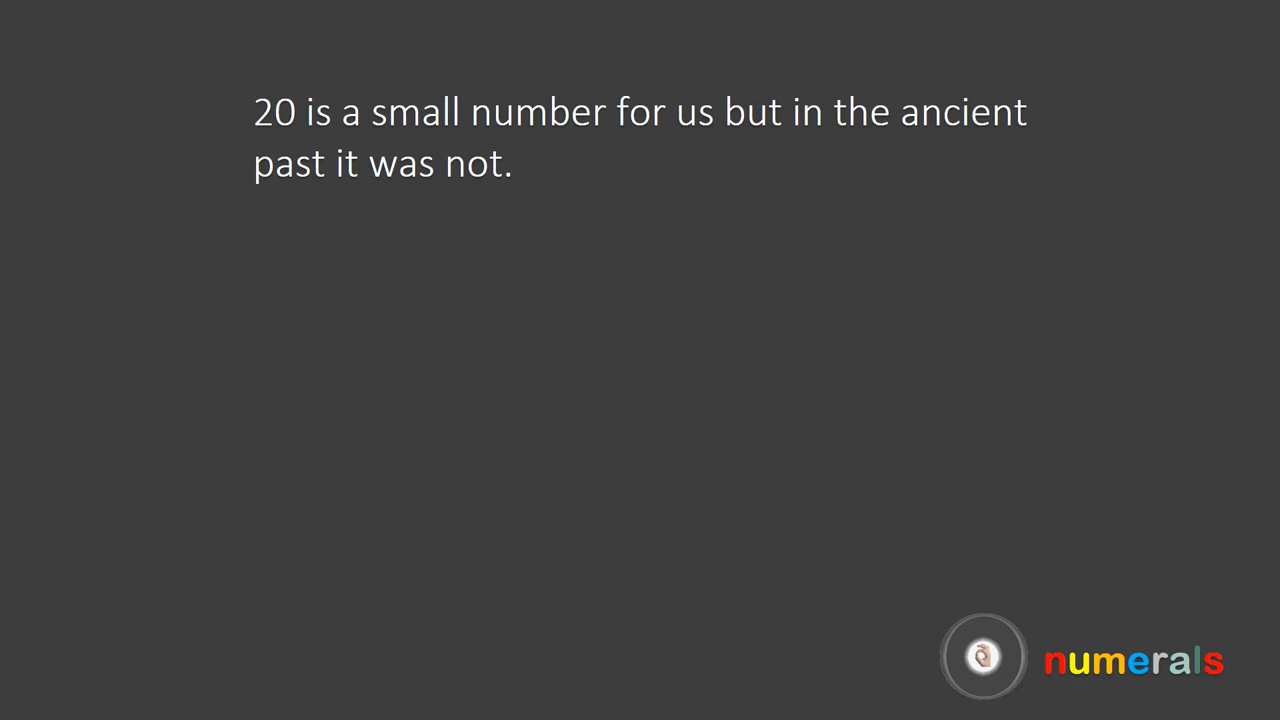 20 is a small number for us but in the ancient
past it was not.
numerals